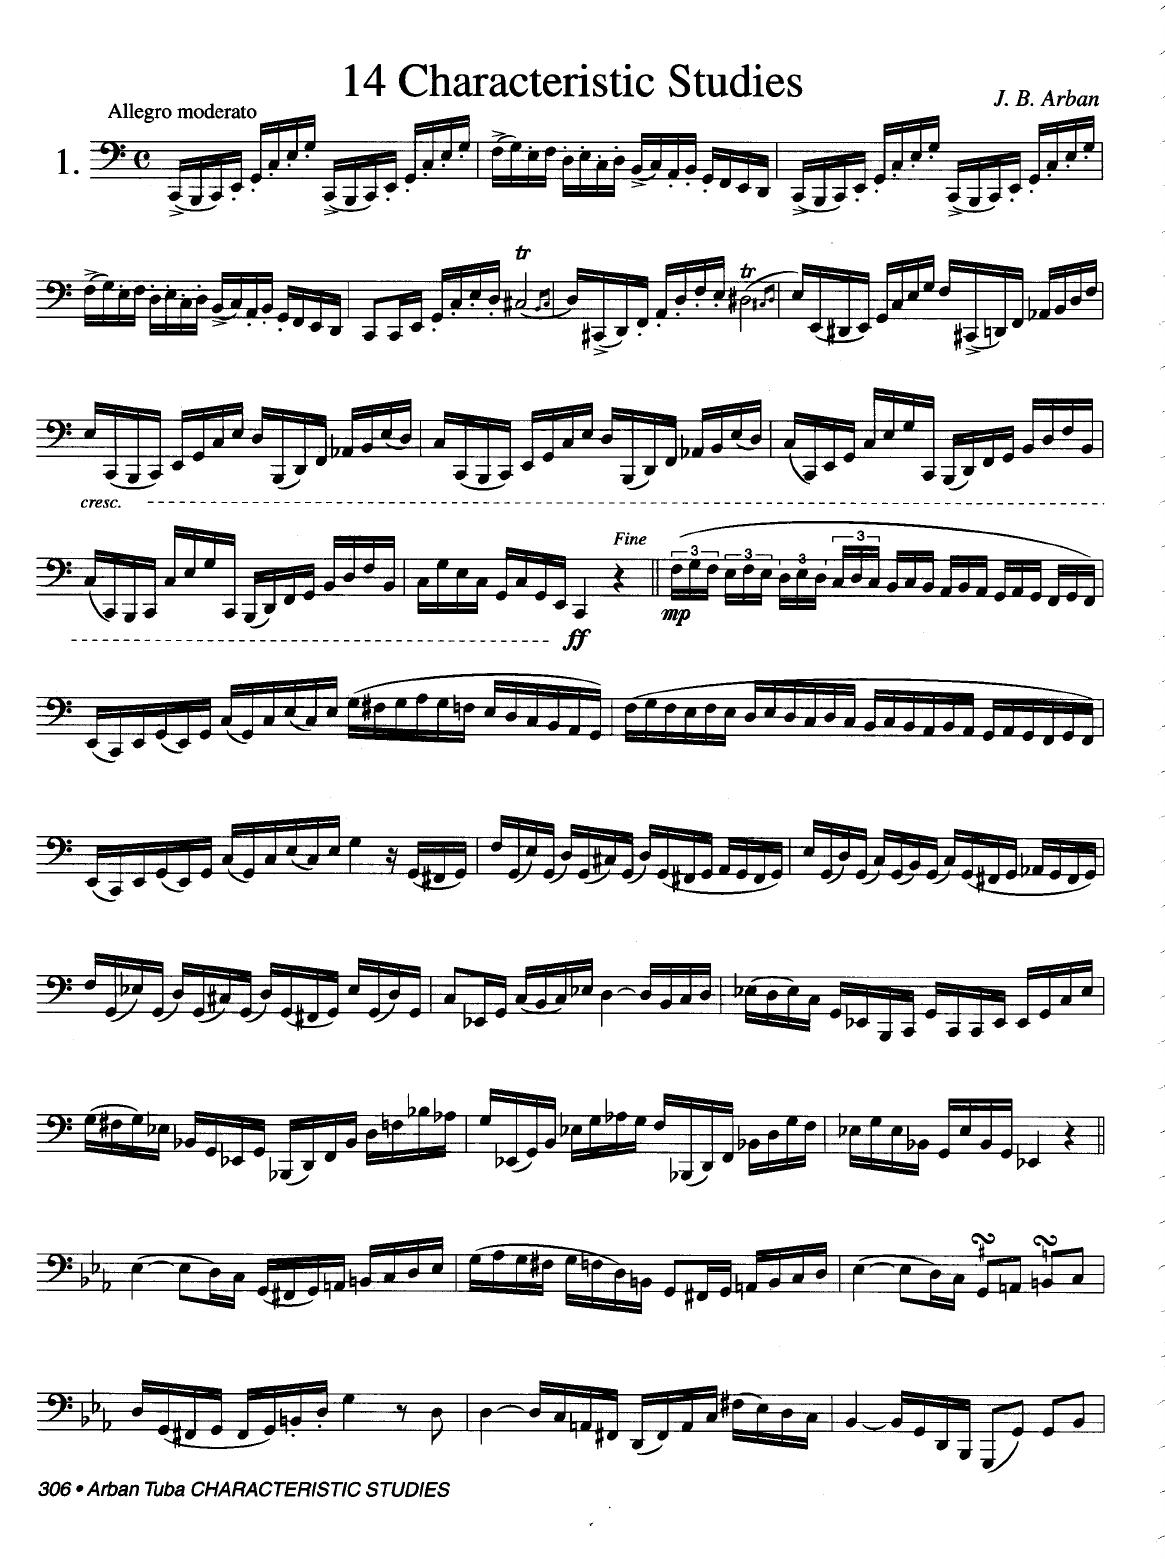 14 Characteristic Studies
J. B. Arban
Allegro moderato
1.
tr
tr
cresc.
Fine
3 3 3 3
mp
ff
306 • Arban Tuba CHARACTERISTIC STUDIES